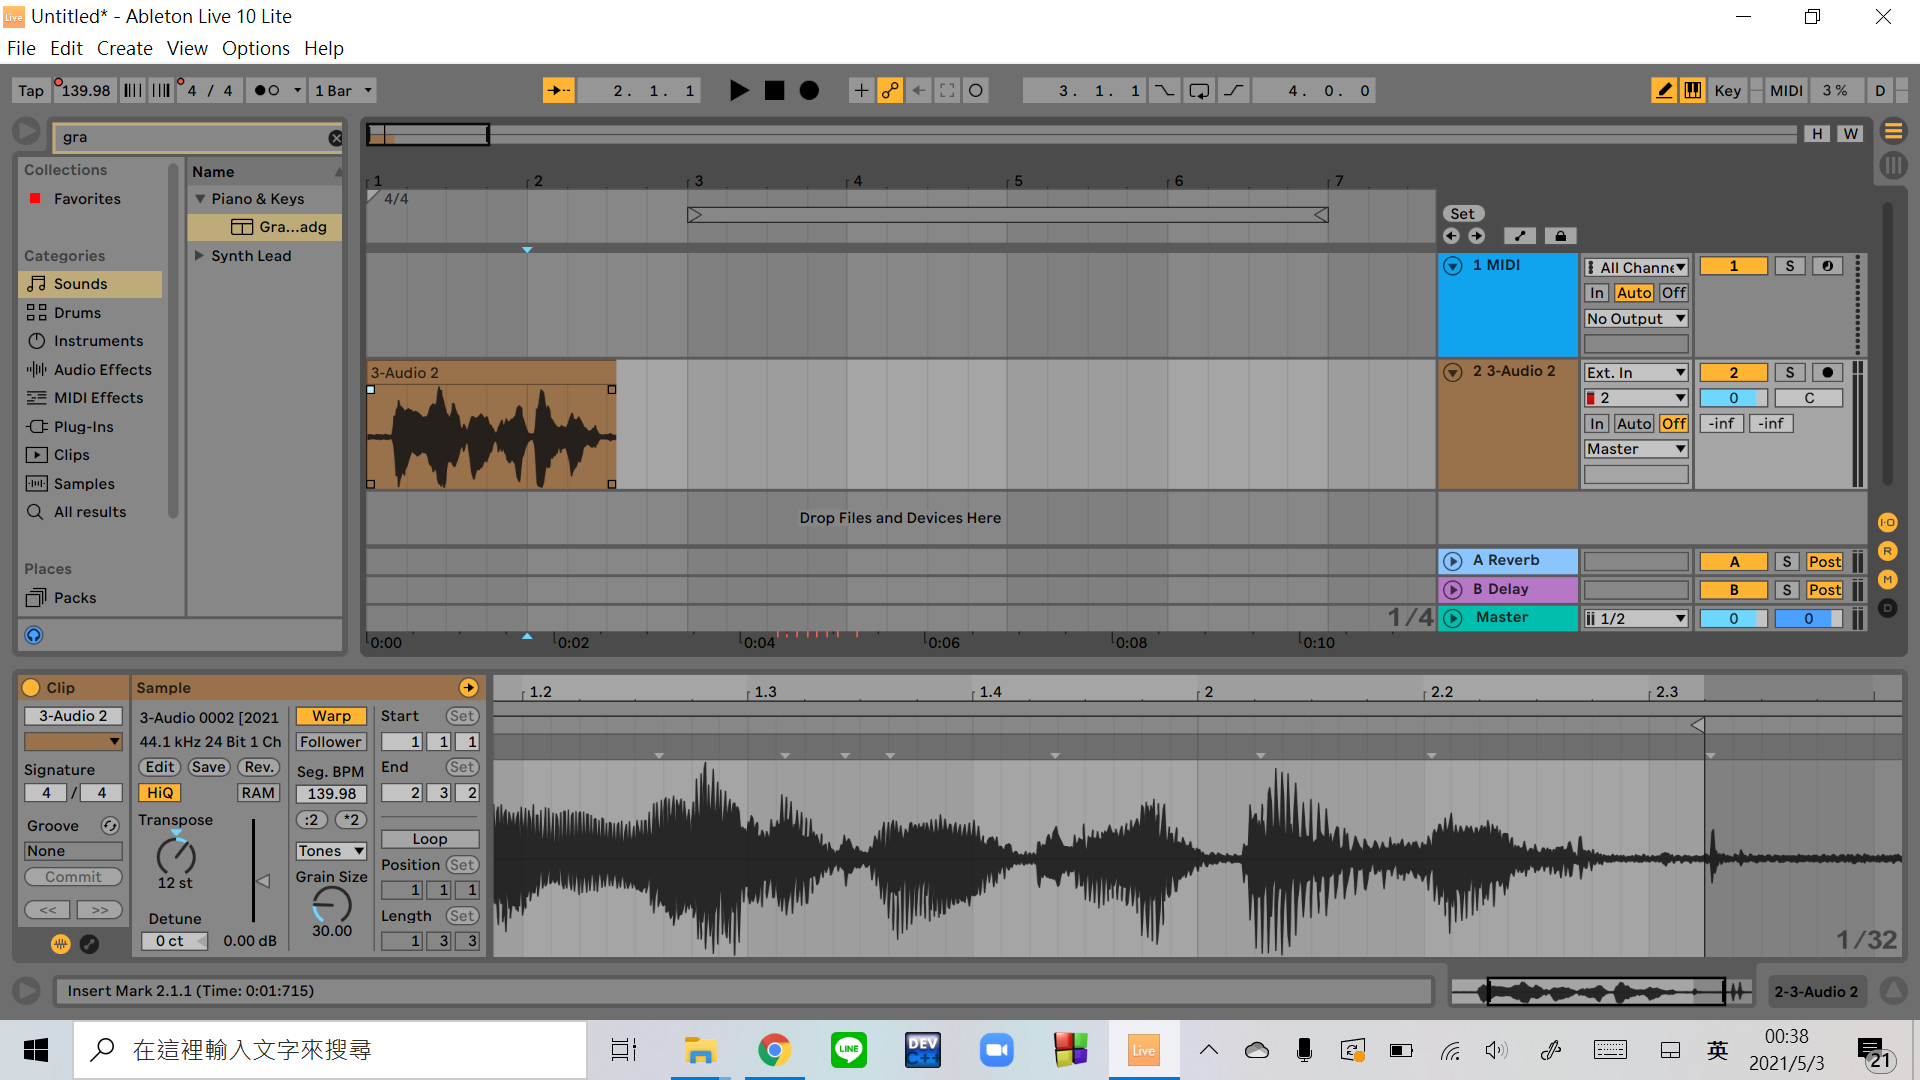 Live Untitled* - Ableton Live 10 Lite
File Edit Create View Options Help
Tap 139.98 4 / 4 1 Bar 2. 1. 1 3. 1. 1 4. 0. 0 Key MIDI 3 % D
gra
H W
Collections
Favorites
Categories
Sounds
Drums
Instruments
Audio Effects
MIDI Effects
Plug-Ins
Clips
Samples
All results
Places
Packs
Name
Piano & Keys
Gra...adg
Synth Lead
1 2 3 4 5 6 7
4/4
Set
1 MIDI All Channe 1 S
In Auto Off
No Output
3-Audio 2
2 3-Audio 2 Ext. In 2 S
2 0 C
In Auto Off -inf -inf
Master
Drop Files and Devices Here
A Reverb A S Post
B Delay B S Post
1/4 Master 1/2 0 0
0:00 0:02 0:04 0:06 0:08 0:10
I·O
R
M
D
Clip
3-Audio 2
Signature
4 / 4
Groove
None
Commit
<< >>
Sample
3-Audio 0002 [2021
44.1 kHz 24 Bit 1 Ch
Edit Save Rev.
HiQ RAM
Transpose
12 st
Detune
0 ct 0.00 dB
Warp
Follower
Seg. BPM
139.98
:2 *2
Tones
Grain Size
30.00
Start Set
1 1 1
End Set
2 3 2
Loop
Position Set
1 1 1
Length Set
1 3 3
1.2 1.3 1.4 2 2.2 2.3
1/32
Insert Mark 2.1.1 (Time: 0:01:715)
2-3-Audio 2
在這裡輸入文字來搜尋
LINE
DEV C++
Live
英
00:38
2021/5/3
21